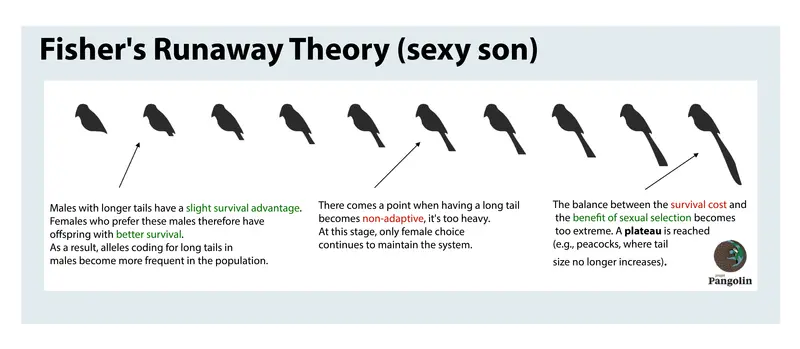 Fisher's Runaway Theory (sexy son)
Males with longer tails have a slight survival advantage.
Females who prefer these males therefore have
offspring with better survival.
As a result, alleles coding for long tails in
males become more frequent in the population.
There comes a point when having a long tail
becomes non-adaptive, it's too heavy.
At this stage, only female choice
continues to maintain the system.
The balance between the survival cost and
the benefit of sexual selection becomes
too extreme. A plateau is reached
(e.g., peacocks, where tail
size no longer increases).
Pangolin